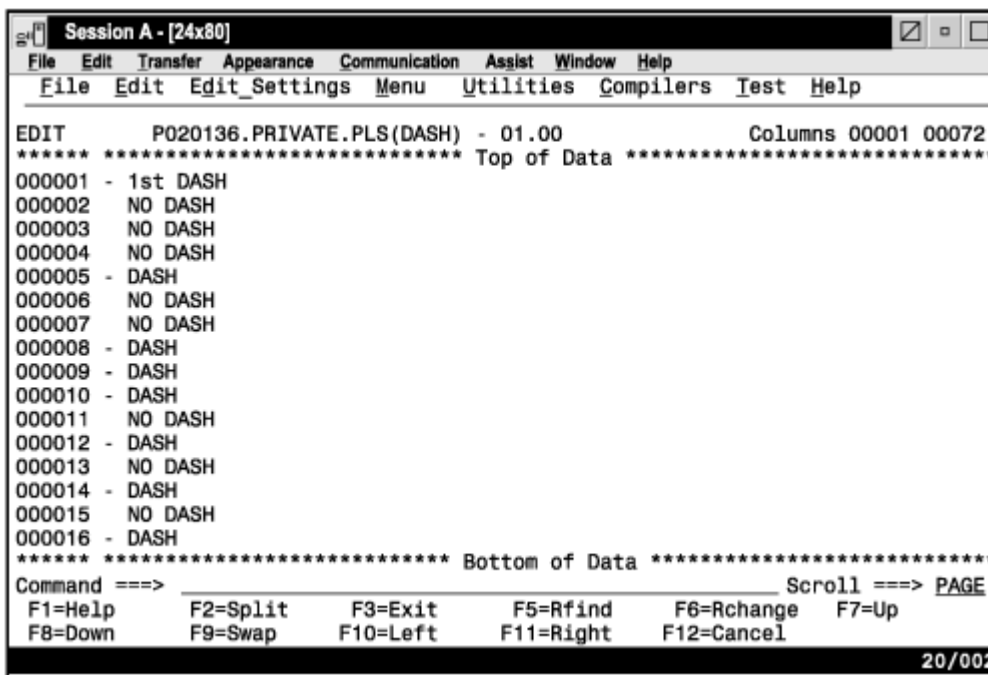 Session A - [24x80]
File Edit Transfer Appearance Communication Assist Window Help
File Edit Edit_Settings Menu Utilities Compilers Test Help
EDIT P020136.PRIVATE.PLS(DASH) - 01.00 Columns 00001 00072
****** ***************************** Top of Data ******************************
000001 - 1st DASH
000002 NO DASH
000003 NO DASH
000004 NO DASH
000005 - DASH
000006 NO DASH
000007 NO DASH
000008 - DASH
000009 - DASH
000010 - DASH
000011 NO DASH
000012 - DASH
000013 NO DASH
000014 - DASH
000015 NO DASH
000016 - DASH
****** **************************** Bottom of Data ****************************
Command ===> Scroll ===> PAGE
F1=Help F2=Split F3=Exit F5=Rfind F6=Rchange F7=Up
F8=Down F9=Swap F10=Left F11=Right F12=Cancel
20/002